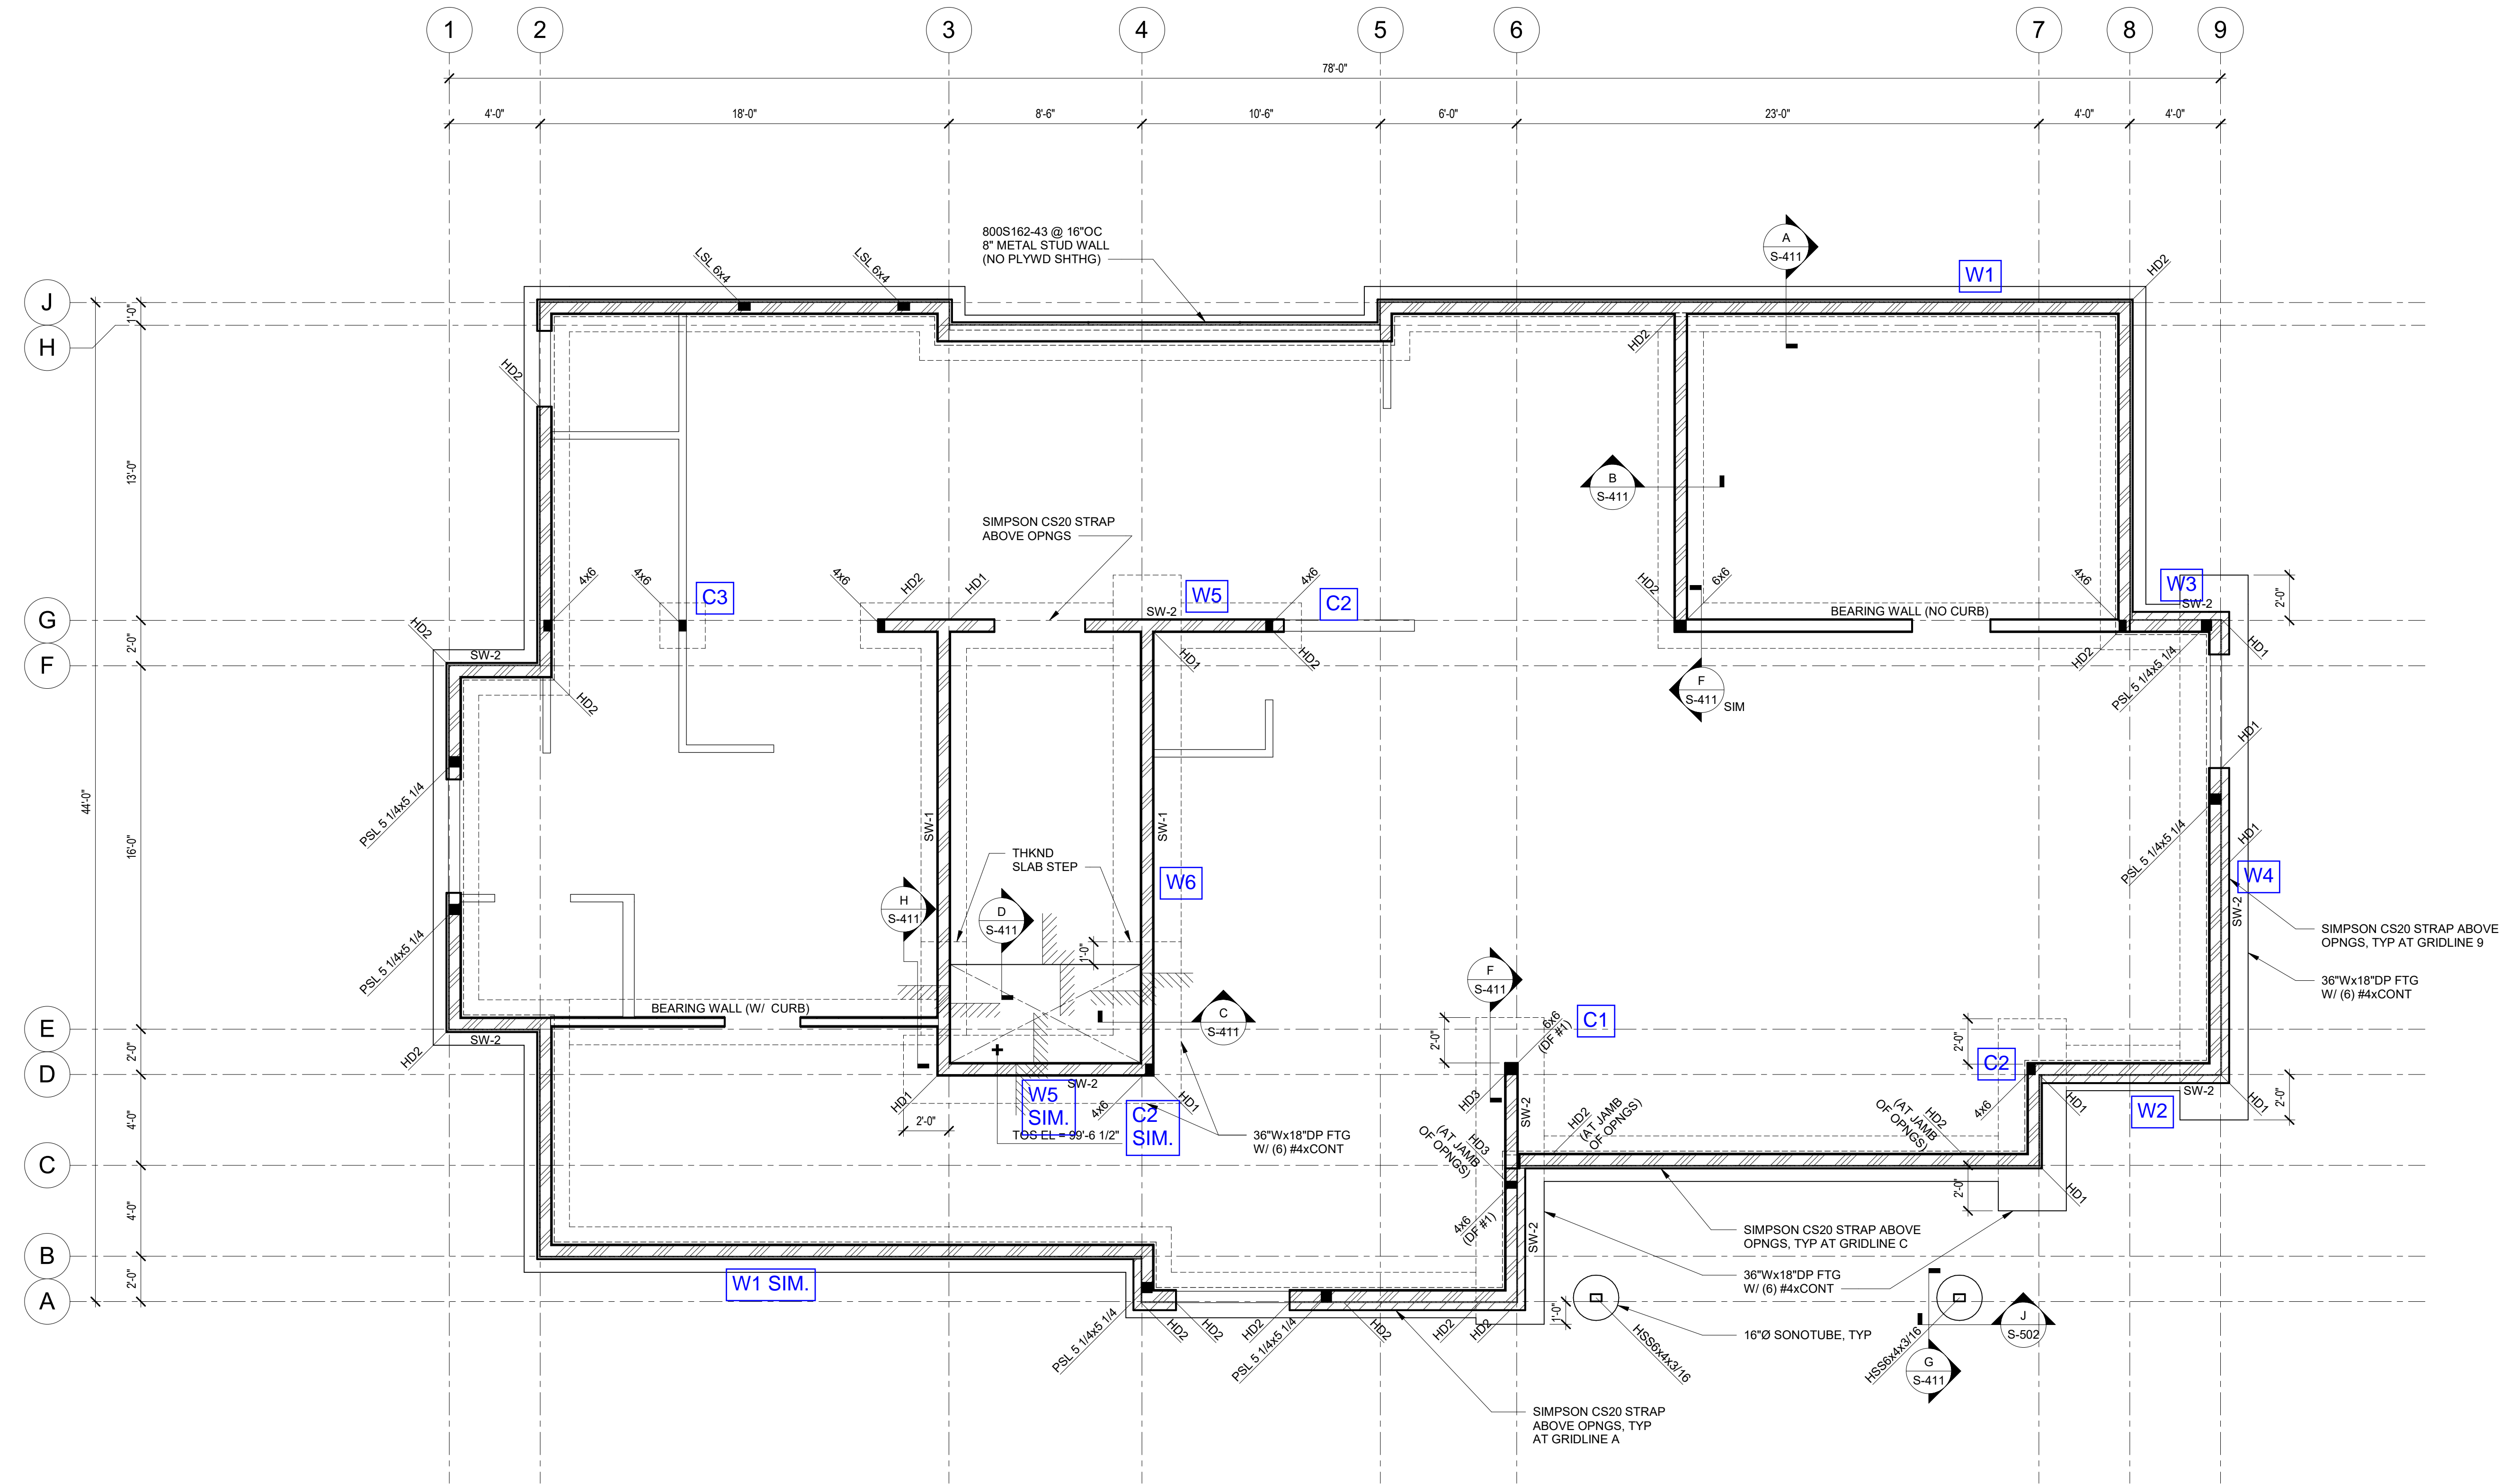 1
2
3
4
5
6
7
8
9
78'-0"
4'-0"
18'-0"
8'-6"
10'-6"
6'-0"
23'-0"
4'-0"
4'-0"
J
H
G
F
E
D
C
B
A
44'-0"
1'-0"
13'-0"
2'-0"
16'-0"
2'-0"
4'-0"
4'-0"
2'-0"
800S162-43 @ 16"OC
8" METAL STUD WALL
(NO PLYWD SHTHG)
LSL 6x4
LSL 6x4
A
S-411
W1
HD2
HD2
HD2
B
S-411
SIMPSON CS20 STRAP
ABOVE OPNGS
4x6
4x6
C3
4x6
HD2
HD1
SW-2
W5
4x6
C2
HD2
6x6
BEARING WALL (NO CURB)
4x6
W3
SW-2
2'-0"
HD2
SW-2
HD2
HD1
HD2
F
S-411
SIM
HD2
PSL 5 1/4x5 1/4
HD1
HD1
PSL 5 1/4x5 1/4
SW-1
SW-1
THKND
SLAB STEP
W6
H
S-411
D
S-411
1'-0"
PSL 5 1/4x5 1/4
HD1
PSL 5 1/4x5 1/4
W4
SW-2
SIMPSON CS20 STRAP ABOVE
OPNGS, TYP AT GRIDLINE 9
36"Wx18"DP FTG
W/ (6) #4xCONT
BEARING WALL (W/ CURB)
C
S-411
F
S-411
2'-0"
6x6
(DF #1)
C1
2'-0"
C2
SW-2
HD2
HD1
2'-0"
W5
SIM.
SW-2
4x6
C2
SIM.
HD1
TOS EL = 99'-6 1/2"
36"Wx18"DP FTG
W/ (6) #4xCONT
HD3
SW-2
HD3
(AT JAMB
OF OPNGS)
HD2
(AT JAMB
OF OPNGS)
HD2
(AT JAMB
OF OPNGS)
4x6
HD1
W2
SW-2
HD1
2'-0"
HD1
2'-0"
4x6
(DF #1)
SW-2
SIMPSON CS20 STRAP ABOVE
OPNGS, TYP AT GRIDLINE C
36"Wx18"DP FTG
W/ (6) #4xCONT
W1 SIM.
PSL 5 1/4x5 1/4
HD2
HD2
HD2
PSL 5 1/4x5 1/4
HD2
HD2
HD2
1'-0"
HSS6x4x3/16
16"Ø SONOTUBE, TYP
HSS6x4x3/16
J
S-502
G
S-411
SIMPSON CS20 STRAP
ABOVE OPNGS, TYP
AT GRIDLINE A